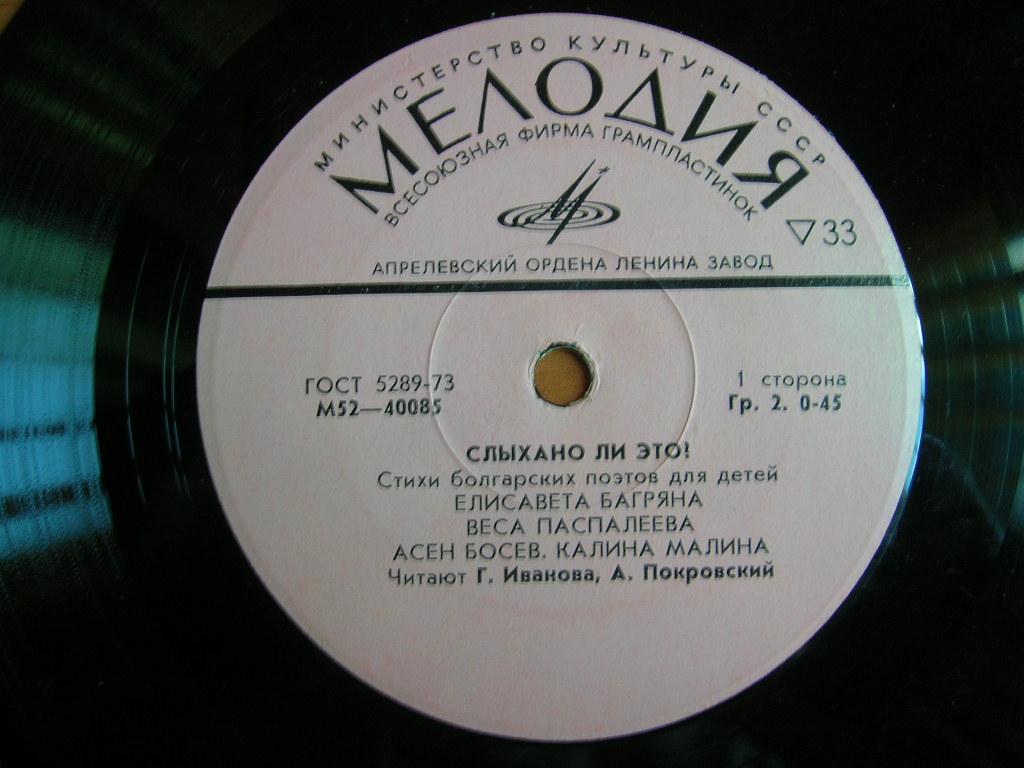 МИНИСТЕРСТВО КУЛЬТУРЫ СССР
МЕЛОДИЯ
ВСЕСОЮЗНАЯ ФИРМА ГРАМПЛАСТИНОК
М
▽33
АПРЕЛЕВСКИЙ ОРДЕНА ЛЕНИНА ЗАВОД
ГОСТ 5289-73
М52—40085
1 сторона
Гр. 2. 0-45
СЛЫХАНО ЛИ ЭТО!
Стихи болгарских поэтов для детей
ЕЛИСАВЕТА БАГРЯНА
ВЕСА ПАСПАЛЕЕВА
АСЕН БОСЕВ. КАЛИНА МАЛИНА
Читают Г. Иванова, А. Покровский